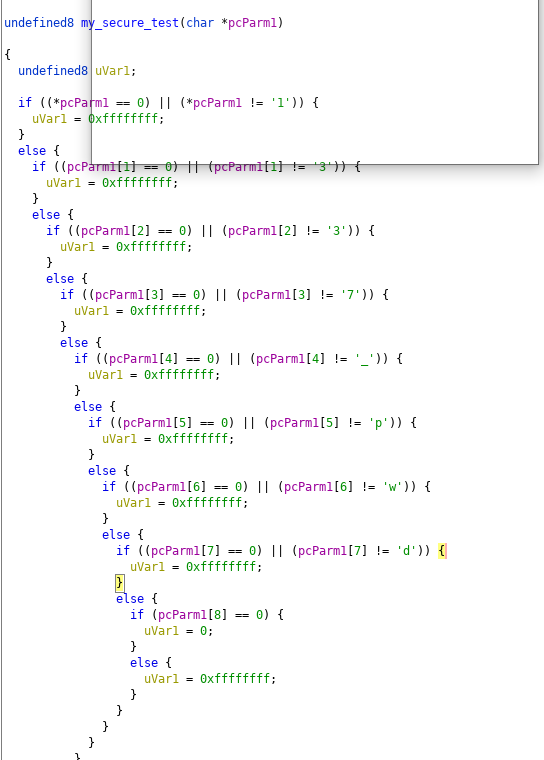 undefined8 my_secure_test(char *pcParm1)
{
undefined8 uVar1;
if ((*pcParm1 == 0) || (*pcParm1 != '1')) {
uVar1 = 0xffffffff;
}
else {
if ((pcParm1[1] == 0) || (pcParm1[1] != '3')) {
uVar1 = 0xffffffff;
}
else {
if ((pcParm1[2] == 0) || (pcParm1[2] != '3')) {
uVar1 = 0xffffffff;
}
else {
if ((pcParm1[3] == 0) || (pcParm1[3] != '7')) {
uVar1 = 0xffffffff;
}
else {
if ((pcParm1[4] == 0) || (pcParm1[4] != '_')) {
uVar1 = 0xffffffff;
}
else {
if ((pcParm1[5] == 0) || (pcParm1[5] != 'p')) {
uVar1 = 0xffffffff;
}
else {
if ((pcParm1[6] == 0) || (pcParm1[6] != 'w')) {
uVar1 = 0xffffffff;
}
else {
if ((pcParm1[7] == 0) || (pcParm1[7] != 'd')) {
uVar1 = 0xffffffff;
}
else {
if (pcParm1[8] == 0) {
uVar1 = 0;
}
else {
uVar1 = 0xffffffff;
}
}
}
}
}